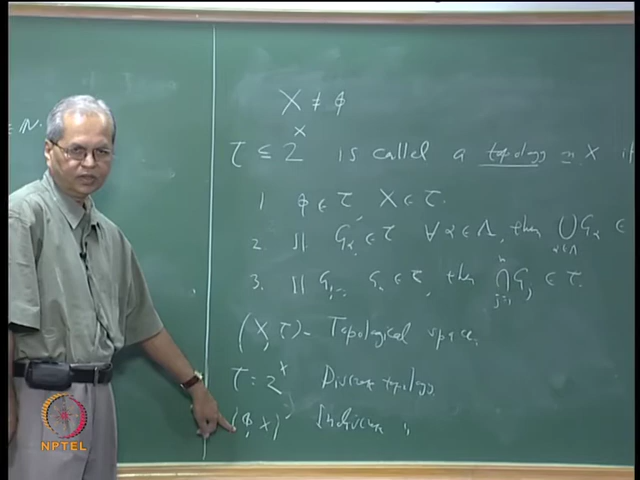 ∈ N.
X ≠ φ
τ ⊆ 2^X is called a topology on X if
1 φ ∈ τ, X ∈ τ.
2. If G_α ∈ τ ∀ α ∈ Λ, then ⋃_{α∈Λ} G_α ∈
3. If G_1, ... G_n ∈ τ, then ⋂_{j=1}^{n} G_j ∈ τ.
(X, τ) - Topological space.
τ = 2^X Discrete topology
{φ, X} Indiscrete "
NPTEL